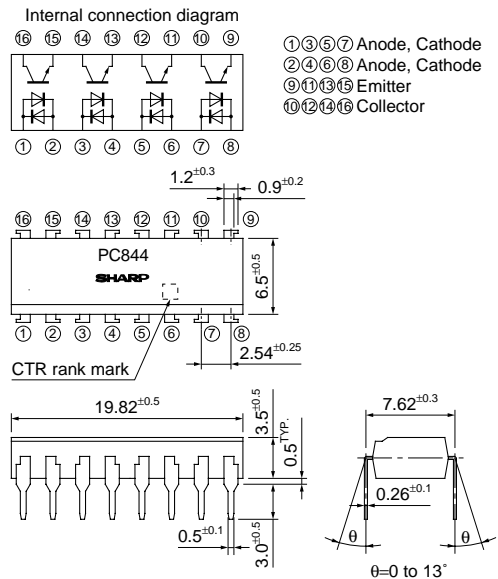 Internal connection diagram
⑯ ⑮ ⑭ ⑬ ⑫ ⑪ ⑩ ⑨
①③⑤⑦ Anode, Cathode
②④⑥⑧ Anode, Cathode
⑨⑪⑬⑮ Emitter
⑩⑫⑭⑯ Collector
① ② ③ ④ ⑤ ⑥ ⑦ ⑧
1.2±0.3
0.9±0.2
⑯ ⑮ ⑭ ⑬ ⑫ ⑪ ⑩ ⑨
PC844
SHARP
6.5±0.5
① ② ③ ④ ⑤ ⑥ ⑦ ⑧
2.54±0.25
CTR rank mark
19.82±0.5
3.5±0.5
0.5TYP.
7.62±0.3
0.26±0.1
0.5±0.1
3.0±0.5
θ θ
θ=0 to 13˚